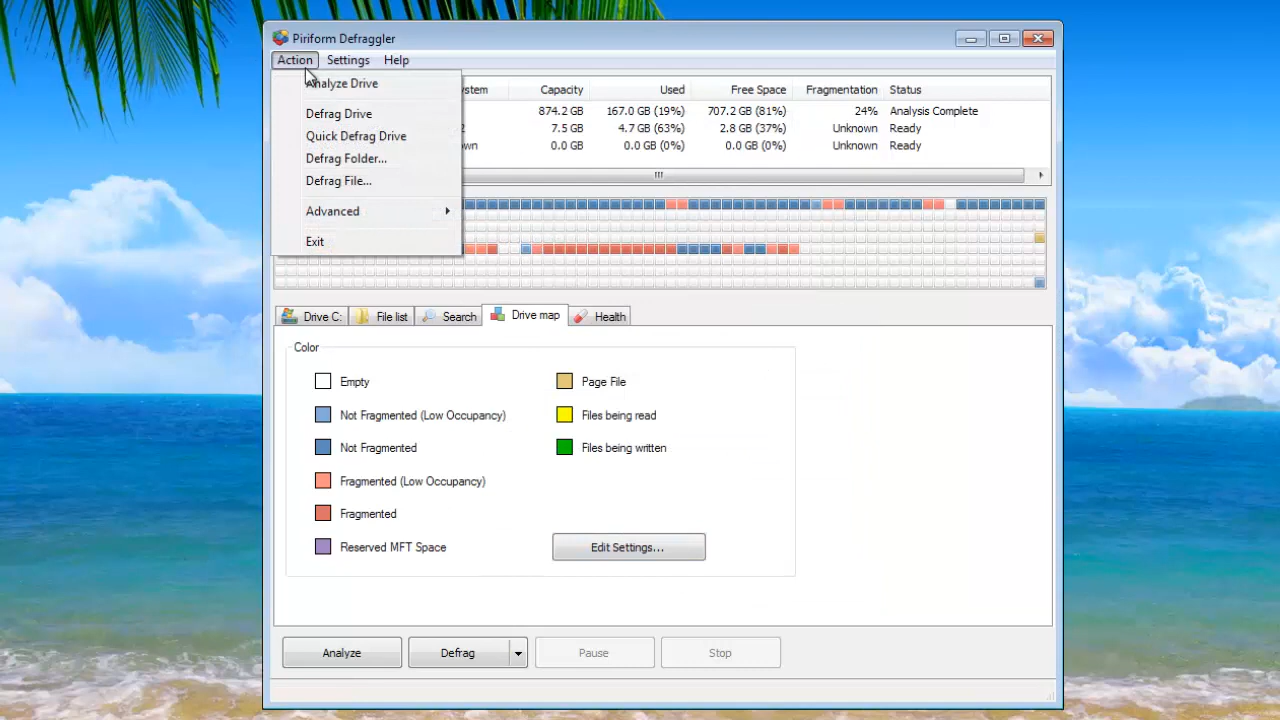 Piriform Defraggler
Action Settings Help
Analyze Drive
Defrag Drive
Quick Defrag Drive
Defrag Folder...
Defrag File...
Advanced
Exit
stem Capacity Used Free Space Fragmentation Status
874.2 GB 167.0 GB (19%) 707.2 GB (81%) 24% Analysis Complete
2 7.5 GB 4.7 GB (63%) 2.8 GB (37%) Unknown Ready
wn 0.0 GB 0.0 GB (0%) 0.0 GB (0%) Unknown Ready
Drive C: File list Search Drive map Health
Color
Empty Page File
Not Fragmented (Low Occupancy) Files being read
Not Fragmented Files being written
Fragmented (Low Occupancy)
Fragmented
Reserved MFT Space Edit Settings...
Analyze Defrag Pause Stop